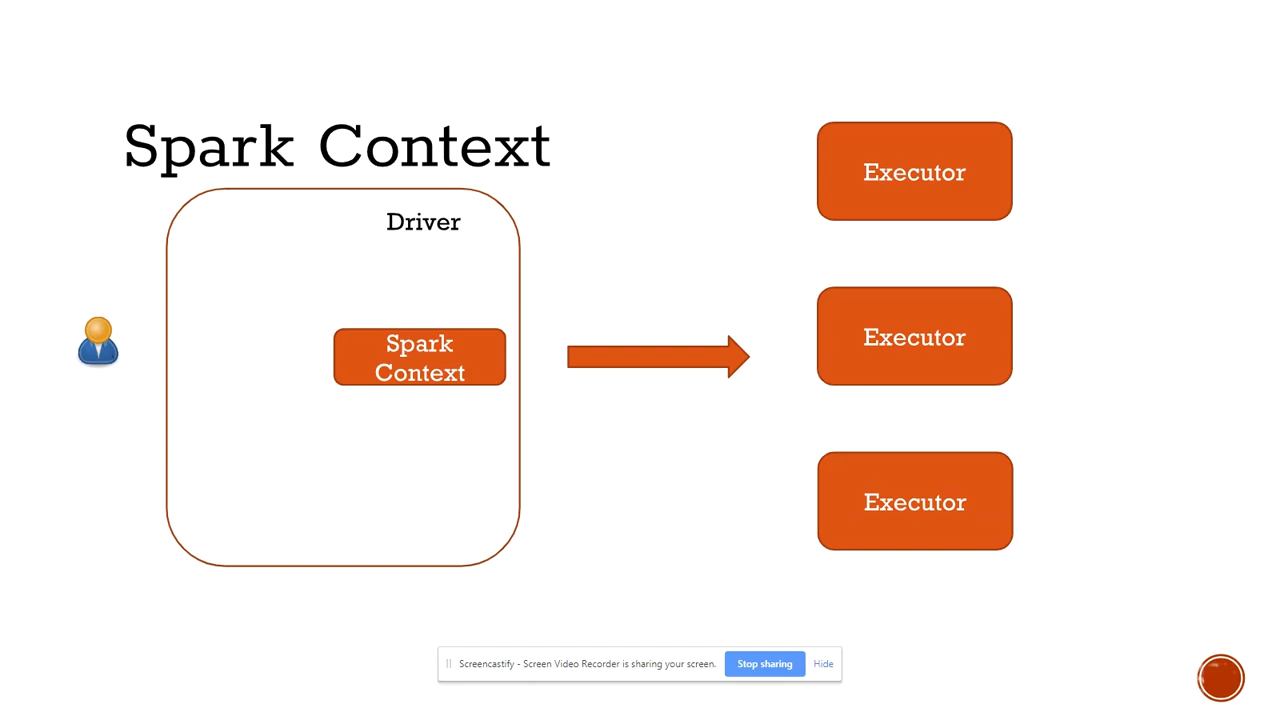 Spark Context
Driver
Spark
Context
Executor
Executor
Executor
Screencastify - Screen Video Recorder is sharing your screen.
Stop sharing
Hide